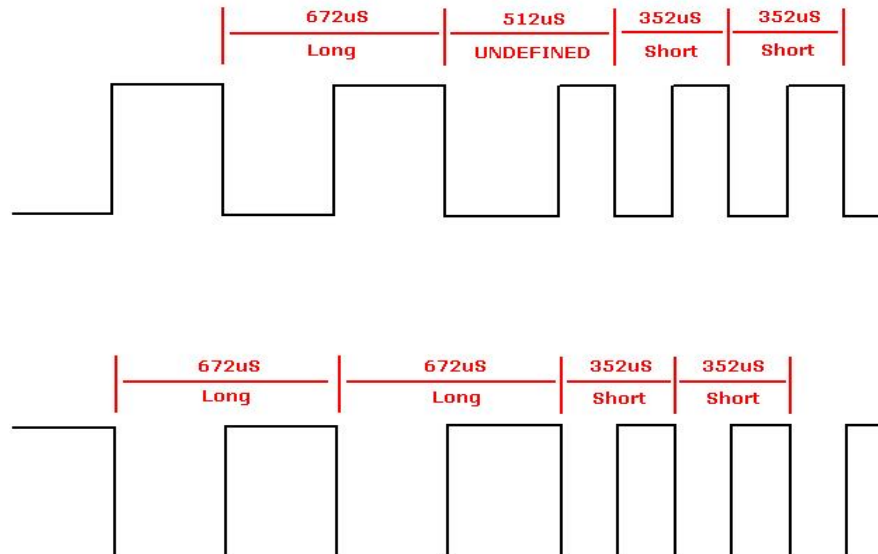 672uS 512uS 352uS 352uS
Long UNDEFINED Short Short
672uS 672uS 352uS 352uS
Long Long Short Short